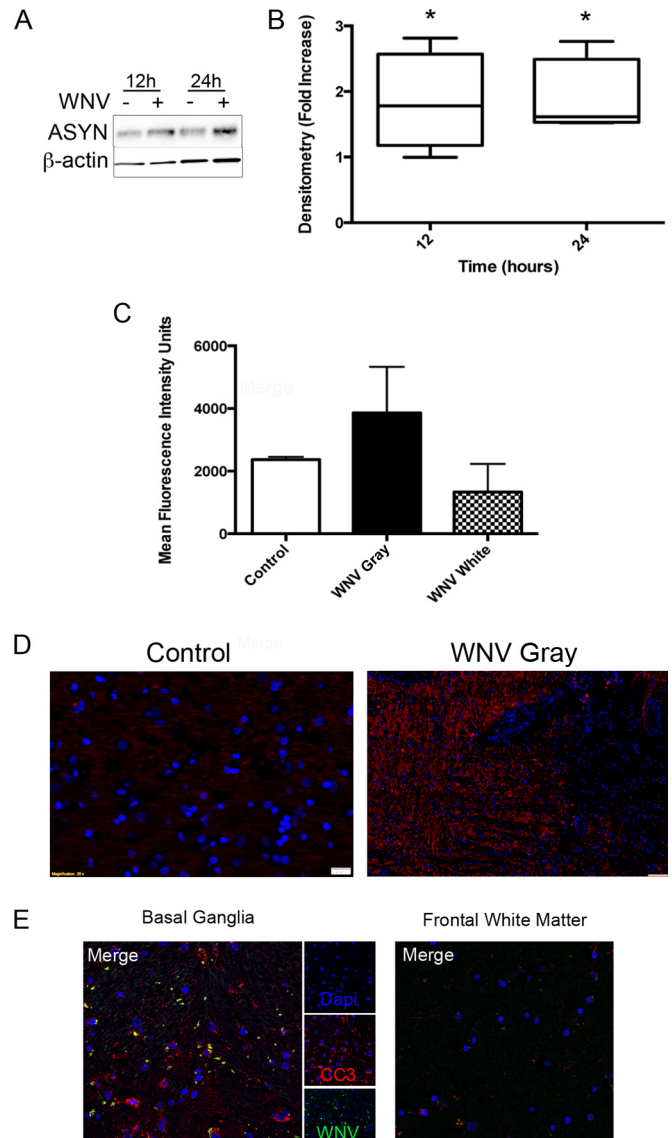 A
12h 24h
WNV - + - +
ASYN
β-actin
B
Densitometry (Fold Increase)
3
2
1
0
* *
12 24
Time (hours)
C
Mean Fluorescence Intensity Units
6000
4000
2000
0
Merge
Control WNV Gray WNV White
Merge
D
Control WNV Gray
Magnification: 20 x
E
Basal Ganglia Frontal White Matter
Merge
Dapi
CC3
WNV
Merge